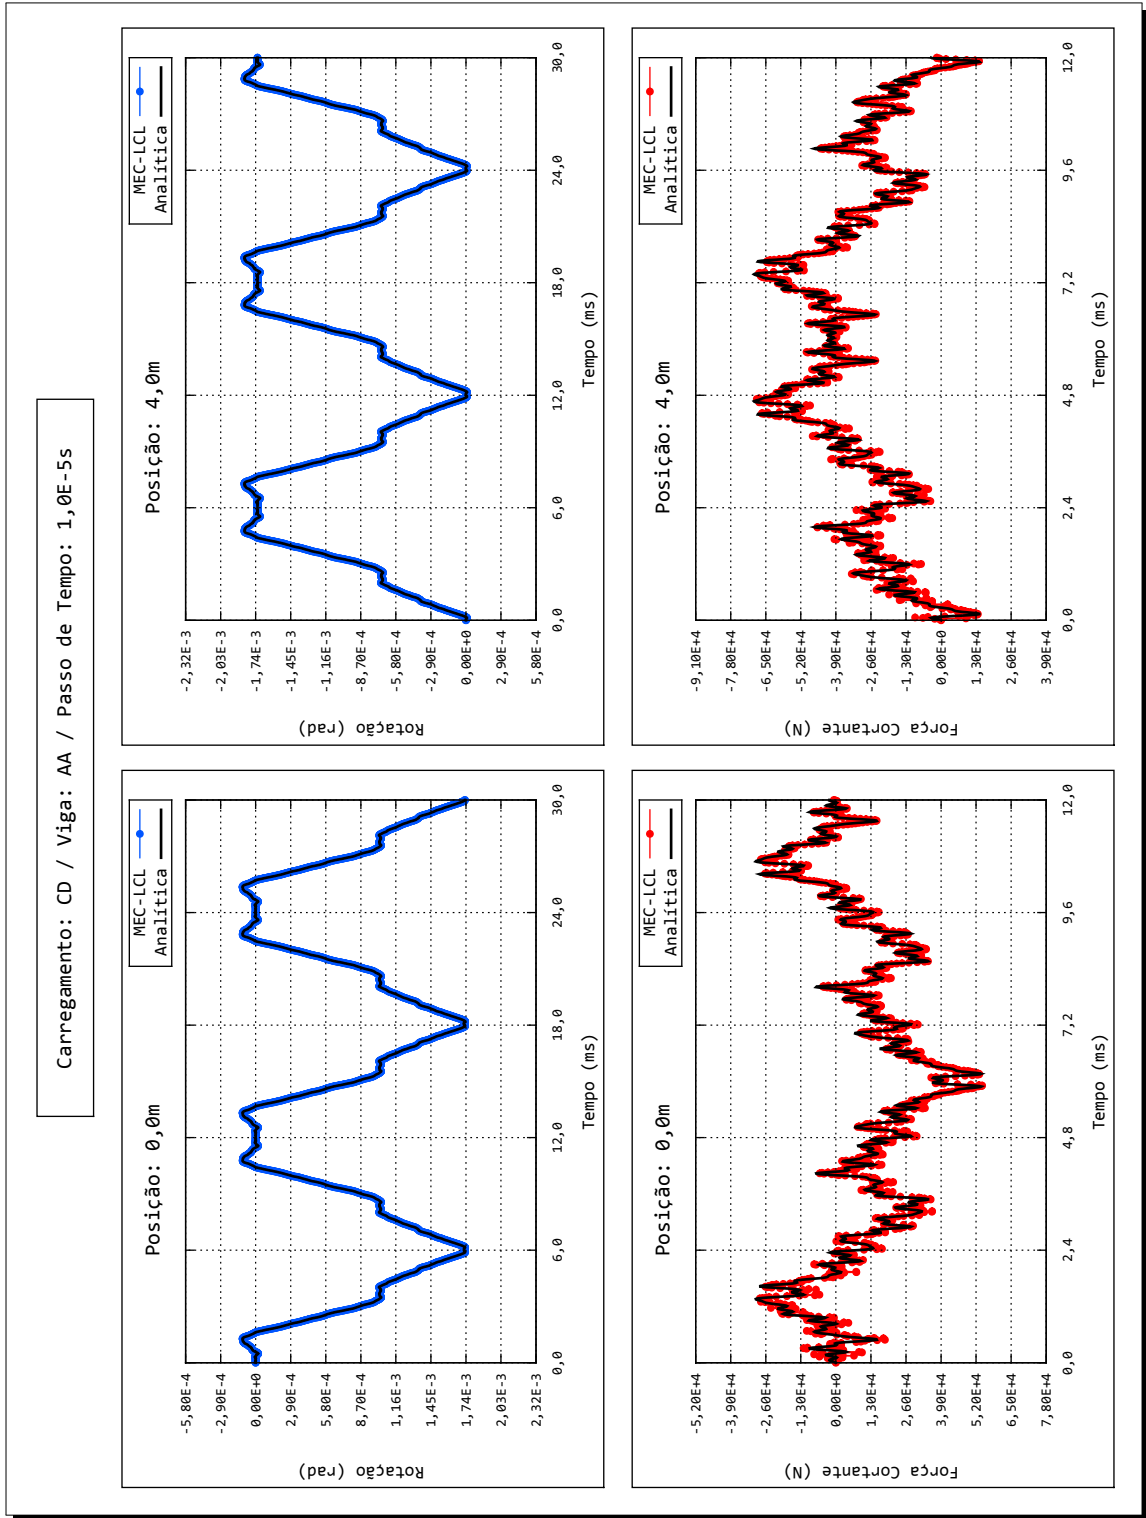 Carregamento: CD / Viga: AA / Passo de Tempo: 1,0E-5s
Posição: 0,0m
MEC-LCL
Analítica
Rotação (rad)
-5,80E-4
-2,90E-4
0,00E+0
2,90E-4
5,80E-4
8,70E-4
1,16E-3
1,45E-3
1,74E-3
2,03E-3
2,32E-3
0,0
6,0
12,0
18,0
24,0
30,0
Tempo (ms)
Posição: 4,0m
MEC-LCL
Analítica
Rotação (rad)
-2,32E-3
-2,03E-3
-1,74E-3
-1,45E-3
-1,16E-3
-8,70E-4
-5,80E-4
-2,90E-4
0,00E+0
2,90E-4
5,80E-4
0,0
6,0
12,0
18,0
24,0
30,0
Tempo (ms)
Posição: 0,0m
MEC-LCL
Analítica
Força Cortante (N)
-5,20E+4
-3,90E+4
-2,60E+4
-1,30E+4
0,00E+0
1,30E+4
2,60E+4
3,90E+4
5,20E+4
6,50E+4
7,80E+4
0,0
2,4
4,8
7,2
9,6
12,0
Tempo (ms)
Posição: 4,0m
MEC-LCL
Analítica
Força Cortante (N)
-9,10E+4
-7,80E+4
-6,50E+4
-5,20E+4
-3,90E+4
-2,60E+4
-1,30E+4
0,00E+0
1,30E+4
2,60E+4
3,90E+4
0,0
2,4
4,8
7,2
9,6
12,0
Tempo (ms)